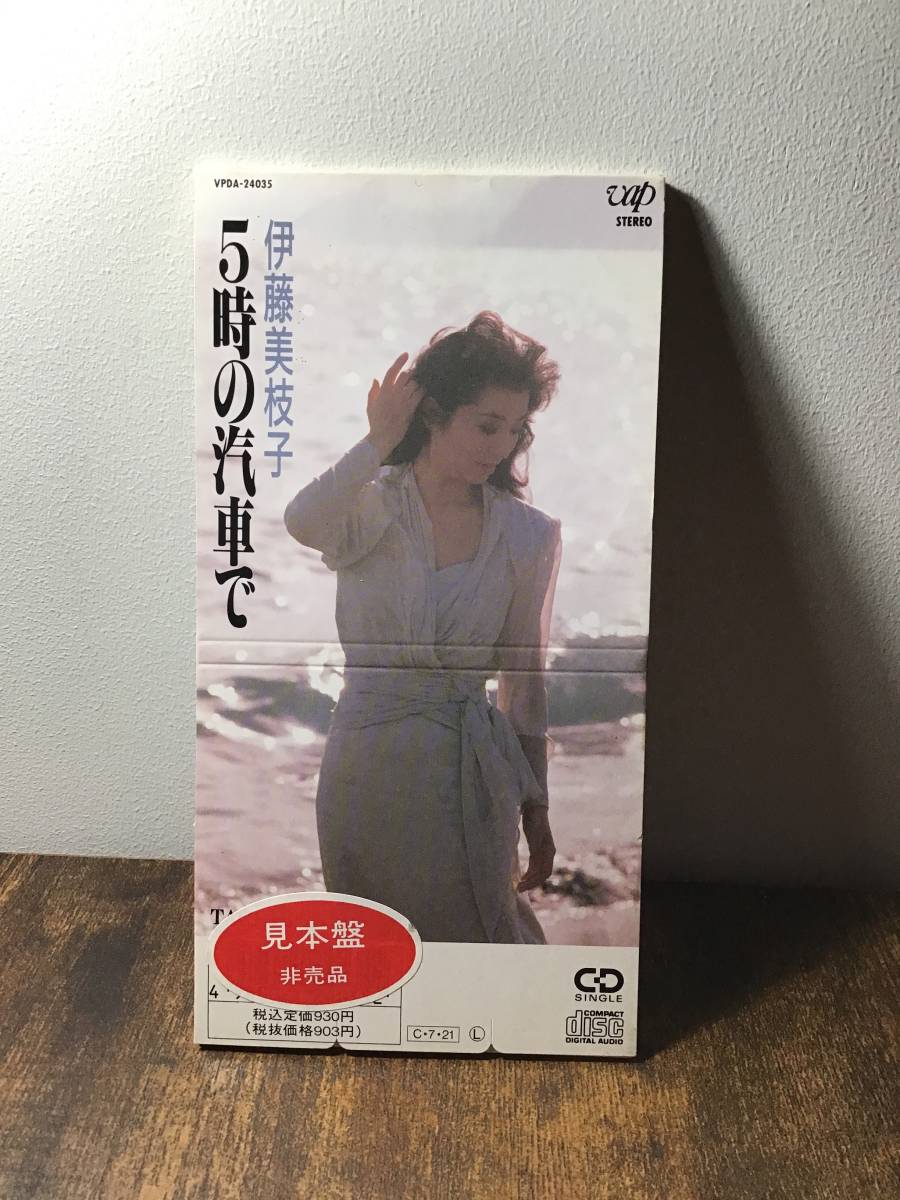 VPDA-24035
vap
STEREO
伊藤美枝子
5時の汽車で
TA
見本盤
非売品
4
税込定価930円
(税抜価格903円)
C・7・21
L
CD
SINGLE
COMPACT
disc
DIGITAL AUDIO